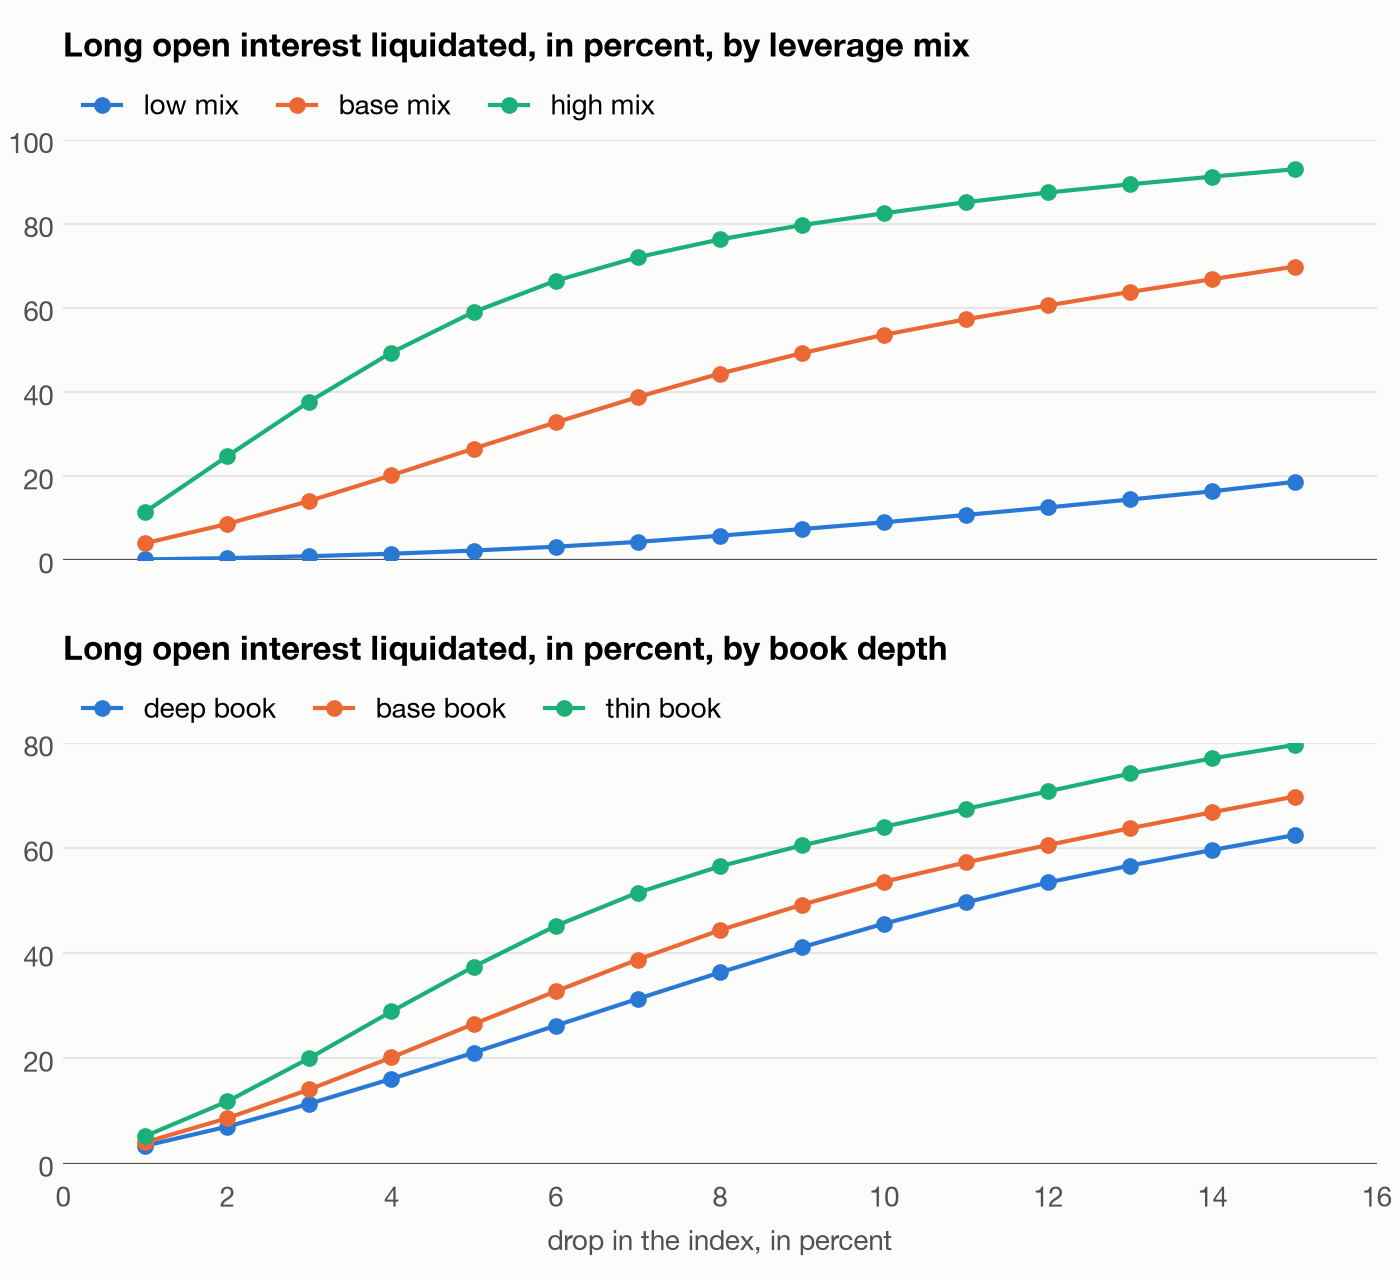 Long open interest liquidated, in percent, by leverage mix
low mix base mix high mix
100
80
60
40
20
0
Long open interest liquidated, in percent, by book depth
deep book base book thin book
80
60
40
20
0
0 2 4 6 8 10 12 14 16
drop in the index, in percent